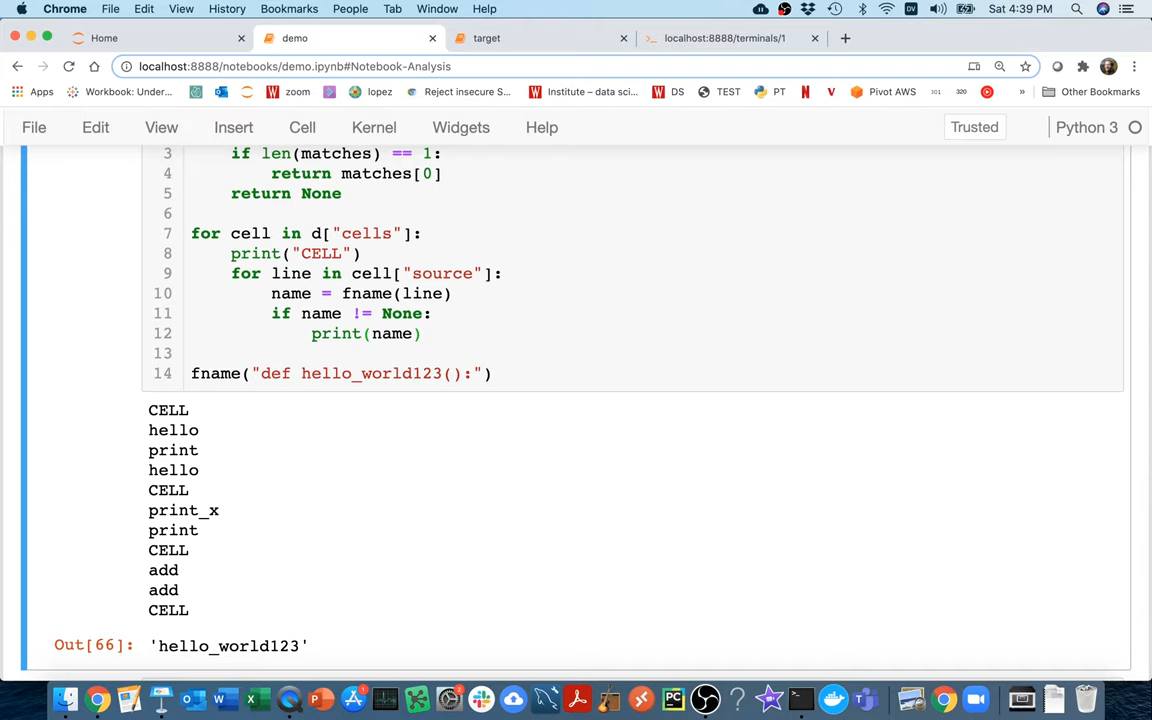 Chrome File Edit View History Bookmarks People Tab Window Help DV Sat 4:39 PM
Home demo target localhost:8888/terminals/1
localhost:8888/notebooks/demo.ipynb#Notebook-Analysis
Apps Workbook: Under... zoom lopez Reject insecure S... Institute – data sci... DS TEST PT Pivot AWS 301 320 » Other Bookmarks
File Edit View Insert Cell Kernel Widgets Help Trusted Python 3
3 if len(matches) == 1:
4 return matches[0]
5 return None
6
7 for cell in d["cells"]:
8 print("CELL")
9 for line in cell["source"]:
10 name = fname(line)
11 if name != None:
12 print(name)
13
14 fname("def hello_world123():")
CELL
hello
print
hello
CELL
print_x
print
CELL
add
add
CELL
Out[66]: 'hello_world123'